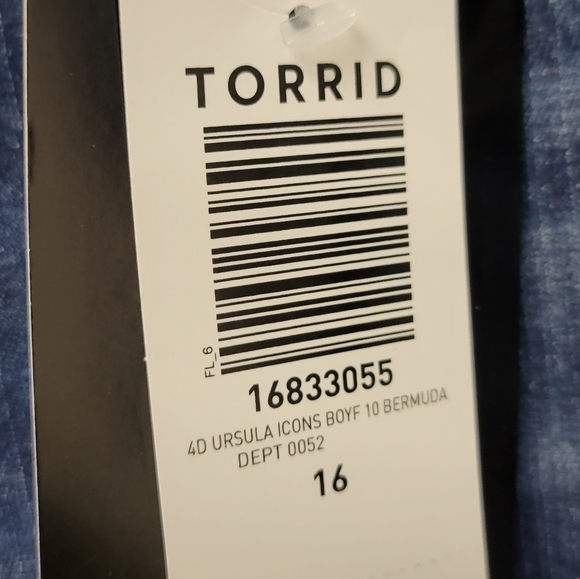 TORRID
FL_6
16833055
4D URSULA ICONS BOYF 10 BERMUDA
DEPT 0052
16